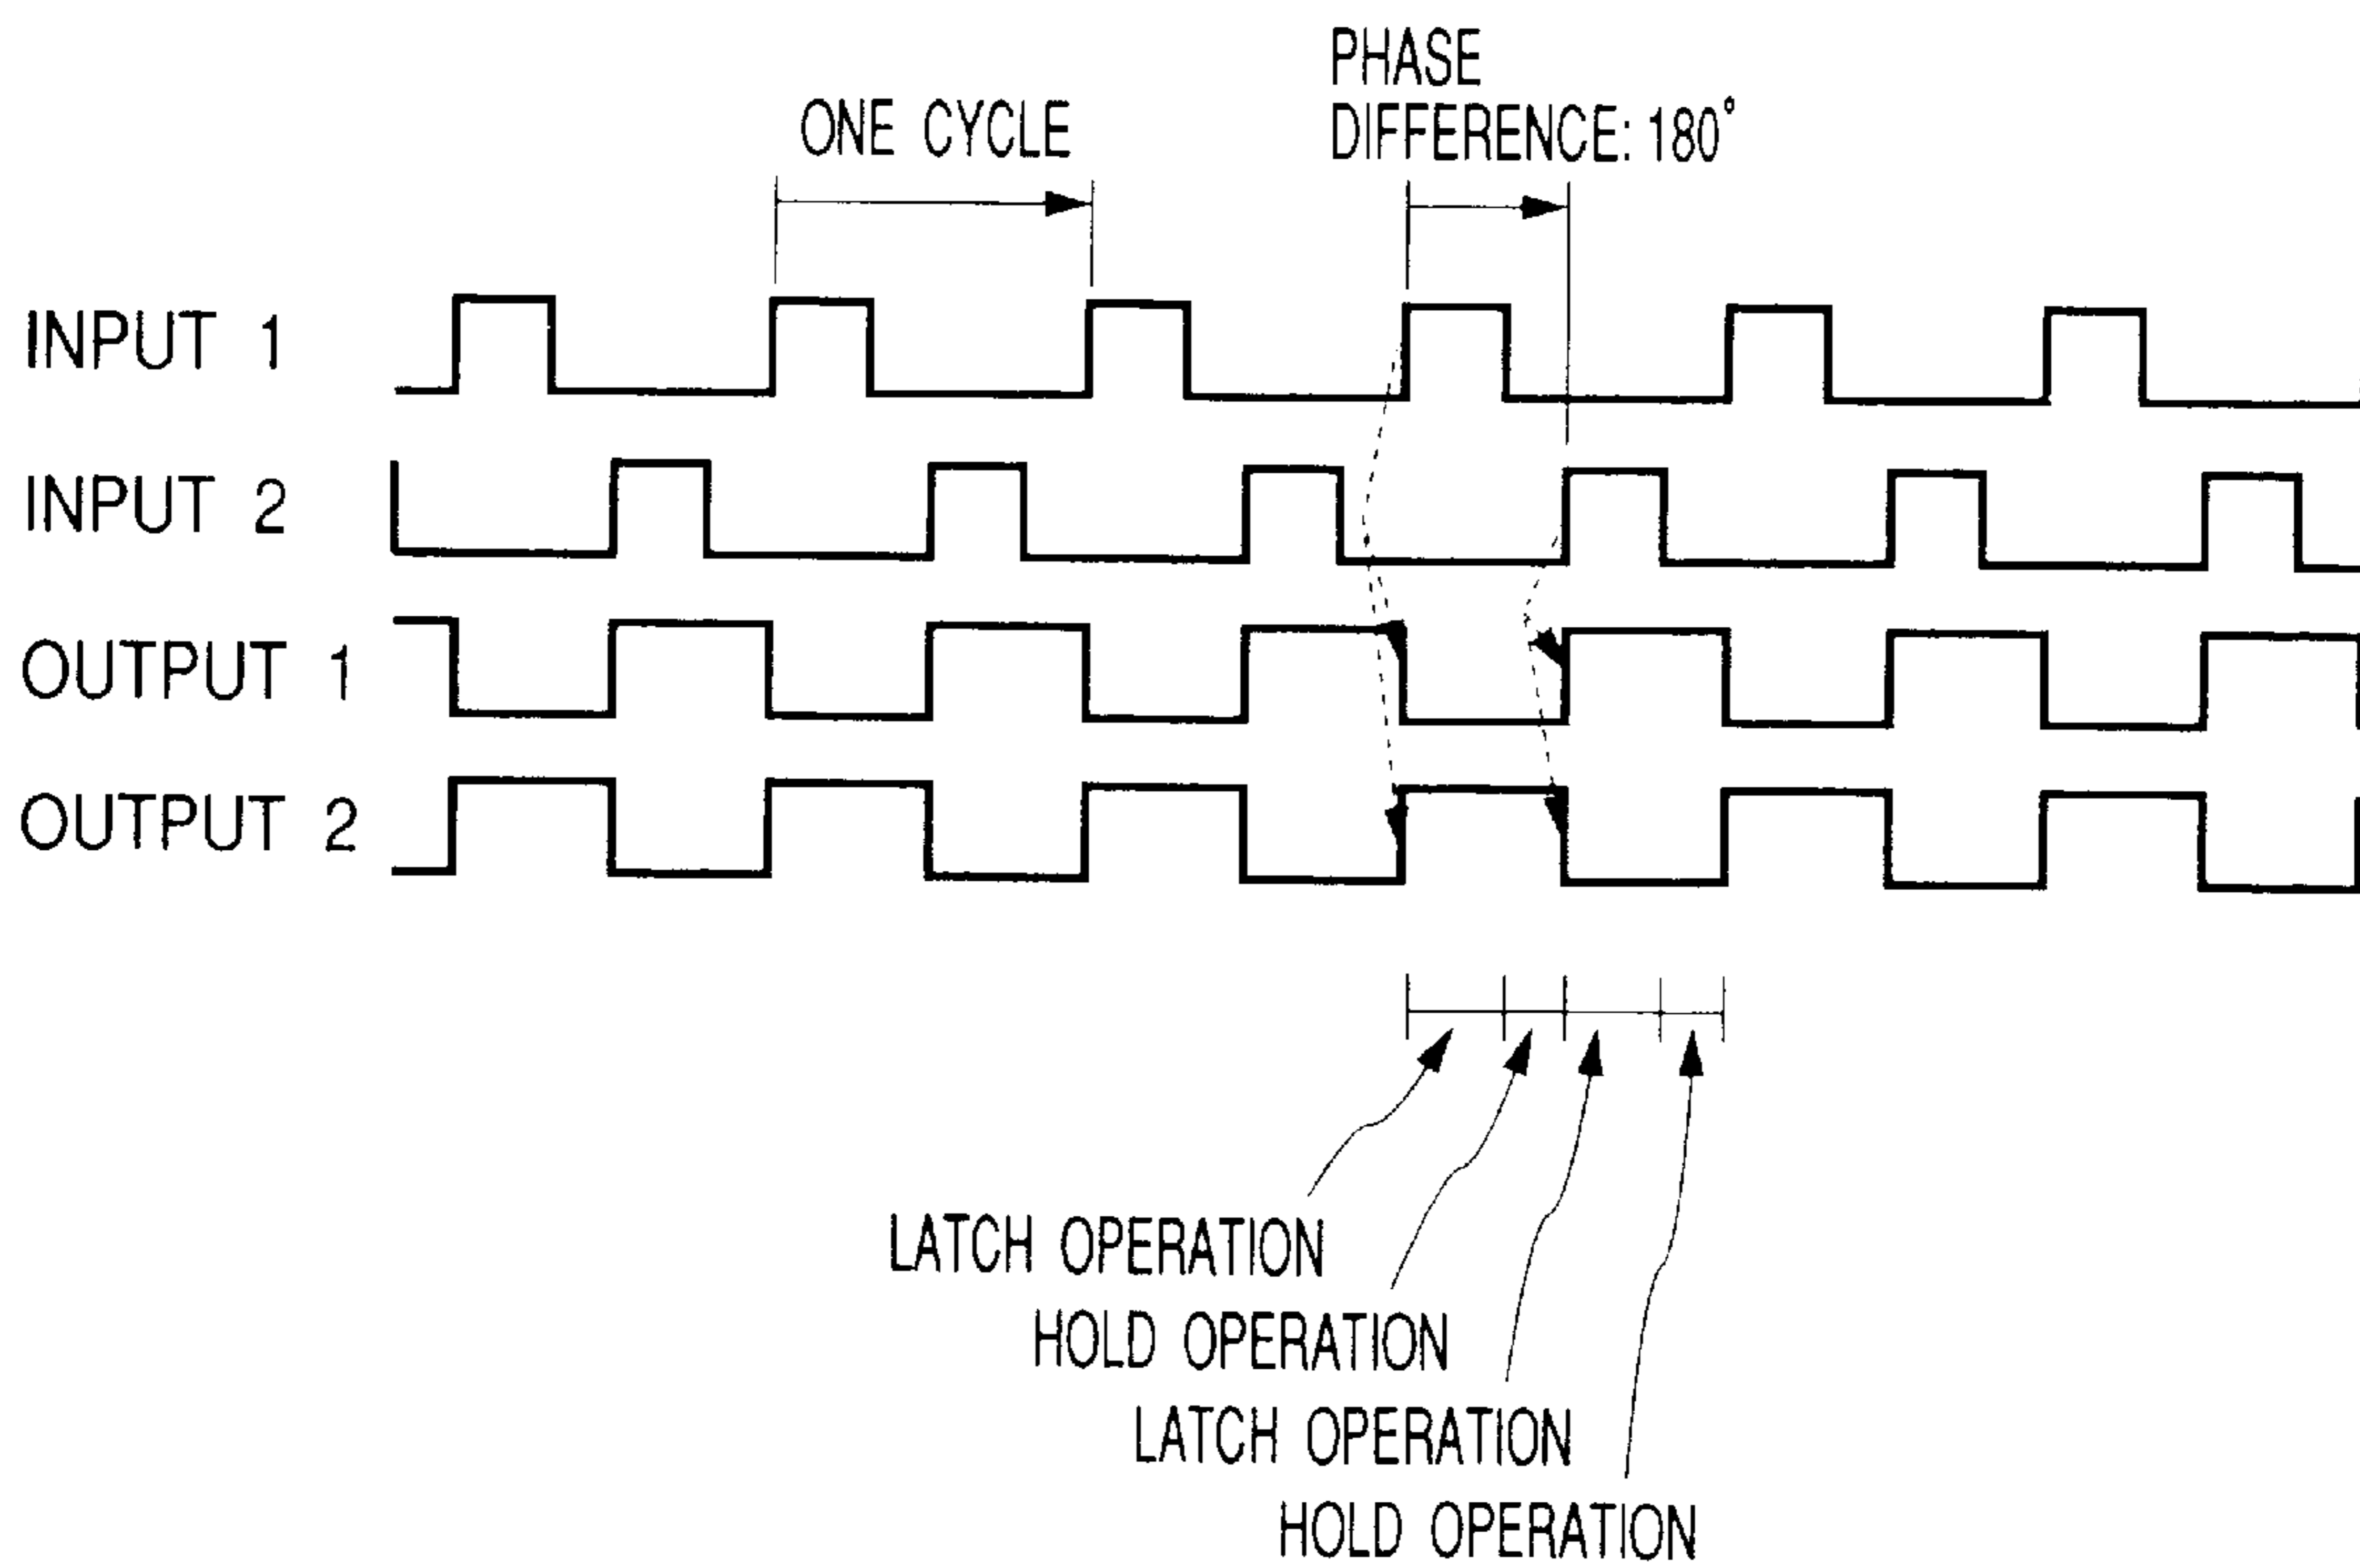 PHASE
DIFFERENCE: 180°
ONE CYCLE
INPUT 1
INPUT 2
OUTPUT 1
OUTPUT 2
LATCH OPERATION
HOLD OPERATION
LATCH OPERATION
HOLD OPERATION